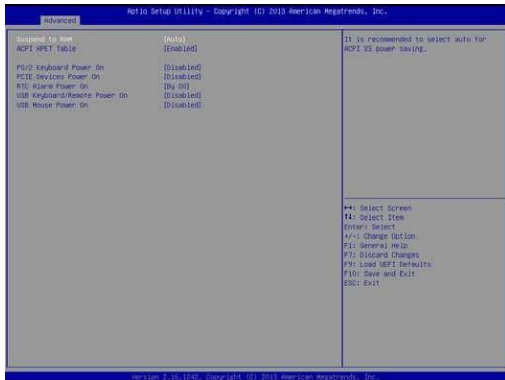 Aptio Setup Utility - Copyright (C) 2013 American Megatrends, Inc.
Advanced
Suspend to RAM [Auto]
ACPI HPET Table [Enabled]
PS/2 Keyboard Power On [Disabled]
PCIE Devices Power On [Disabled]
RTC Alarm Power On [By OS]
USB Keyboard/Remote Power On [Disabled]
USB Mouse Power On [Disabled]
It is recommended to select auto for
ACPI S3 power saving.
→←: Select Screen
↑↓: Select Item
Enter: Select
+/-: Change Option
F1: General Help
F7: Discard Changes
F9: Load UEFI Defaults
F10: Save and Exit
ESC: Exit
Version 2.16.1242. Copyright (C) 2013 American Megatrends, Inc.